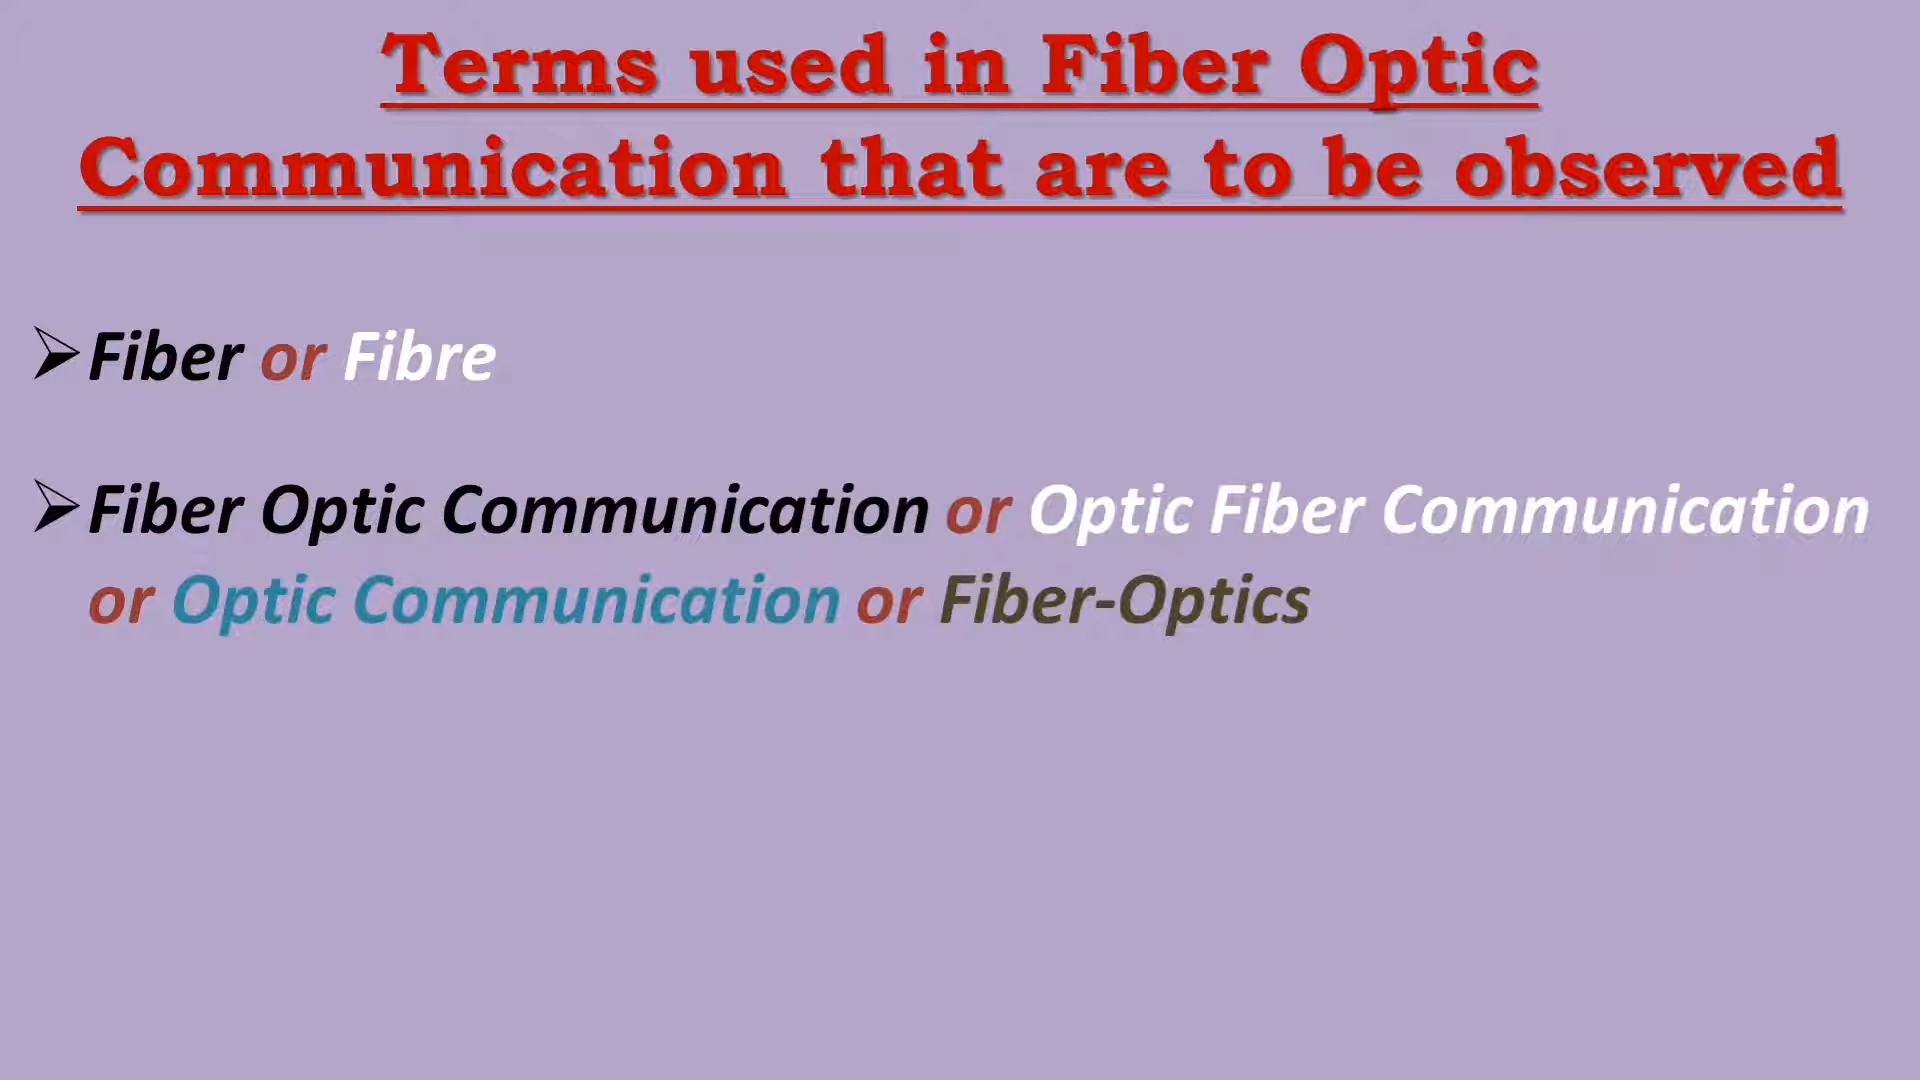 Terms used in Fiber Optic
Communication that are to be observed
➢Fiber or Fibre
➢Fiber Optic Communication or Optic Fiber Communication
or Optic Communication or Fiber-Optics